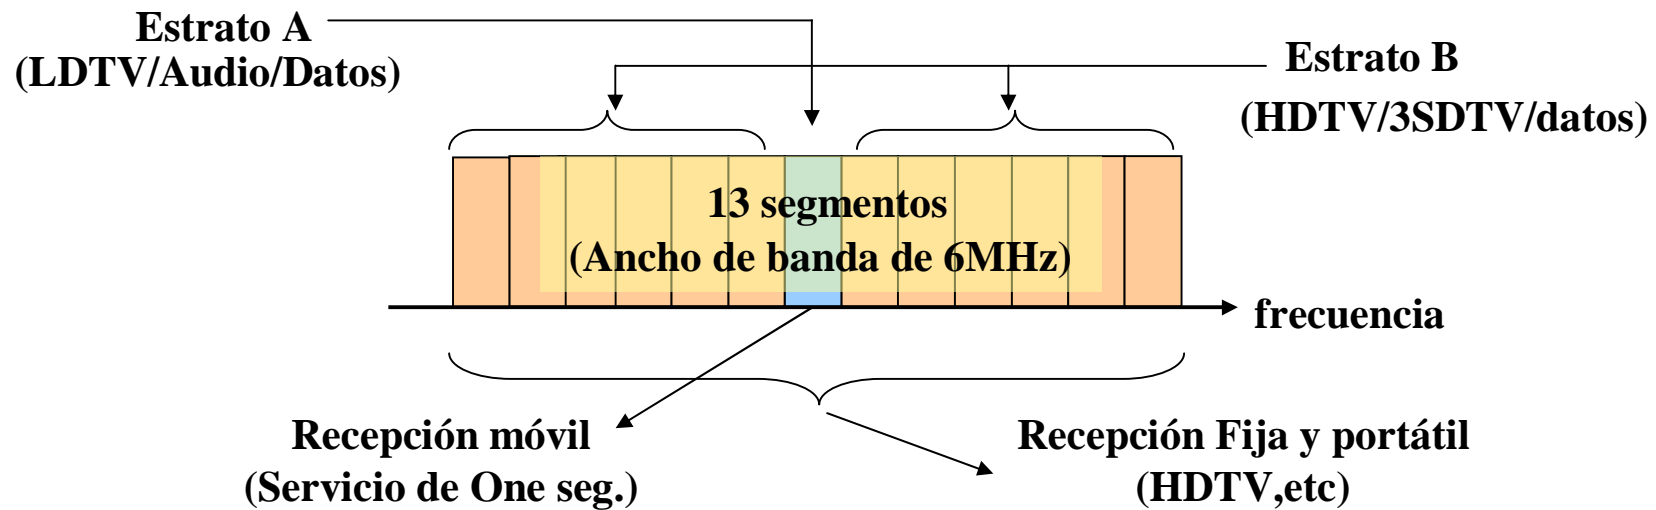 Estrato A
(LDTV/Audio/Datos)
Estrato B
(HDTV/3SDTV/datos)
13 segmentos
(Ancho de banda de 6MHz)
frecuencia
Recepción móvil
(Servicio de One seg.)
Recepción Fija y portátil
(HDTV,etc)